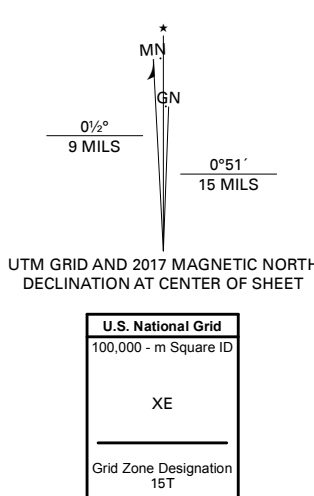 ★
MN
GN
0½°
9 MILS
0°51´
15 MILS
UTM GRID AND 2017 MAGNETIC NORTH
DECLINATION AT CENTER OF SHEET
U.S. National Grid
100,000 - m Square ID
XE
Grid Zone Designation
15T